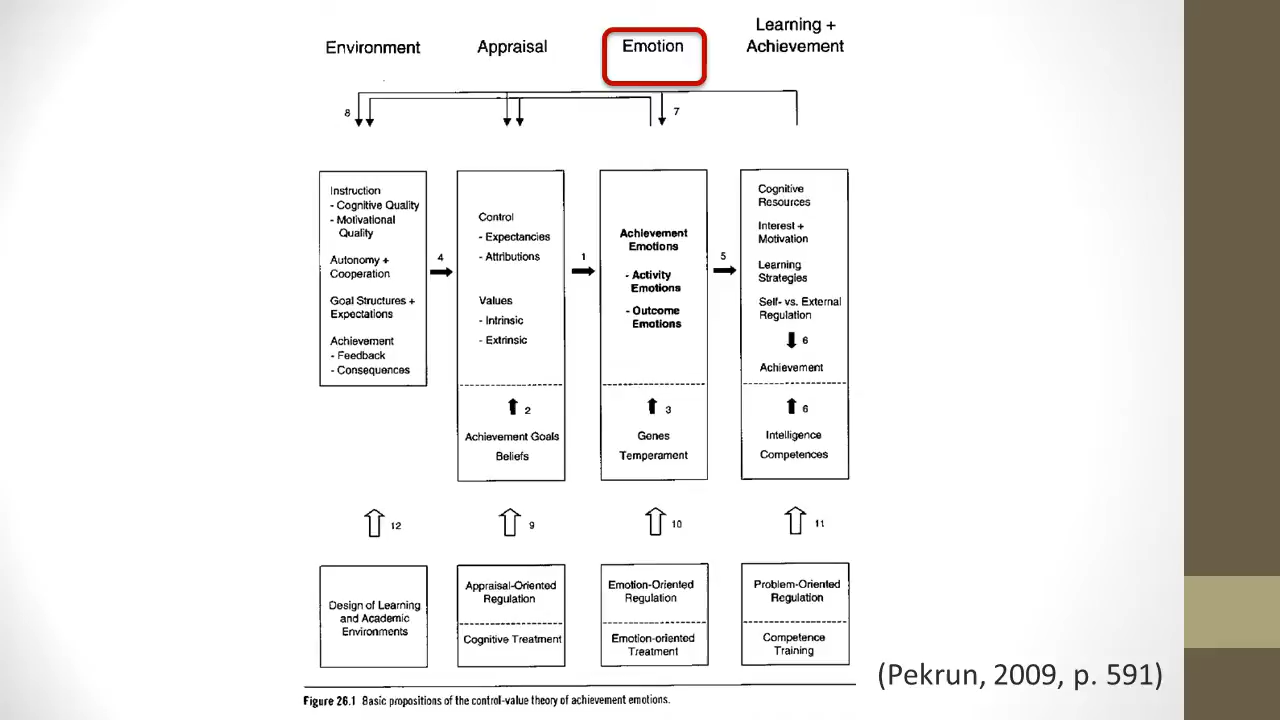 Environment
Appraisal
Emotion
Learning +
Achievement
8
7
Instruction
- Cognitive Quality
- Motivational
Quality
Autonomy +
Cooperation
Goal Structures +
Expectations
Achievement
- Feedback
- Consequences
4
Control
- Expectancies
- Attributions
Values
- Intrinsic
- Extrinsic
2
Achievement Goals
Beliefs
1
Achievement
Emotions
- Activity
Emotions
- Outcome
Emotions
3
Genes
Temperament
5
Cognitive
Resources
Interest +
Motivation
Learning
Strategies
Self- vs. External
Regulation
6
Achievement
6
Intelligence
Competences
12
9
10
11
Design of Learning
and Academic
Environments
Appraisal-Oriented
Regulation
Cognitive Treatment
Emotion-Oriented
Regulation
Emotion-oriented
Treatment
Problem-Oriented
Regulation
Competence
Training
(Pekrun, 2009, p. 591)
Figure 26.1 Basic propositions of the control-value theory of achievement emotions.